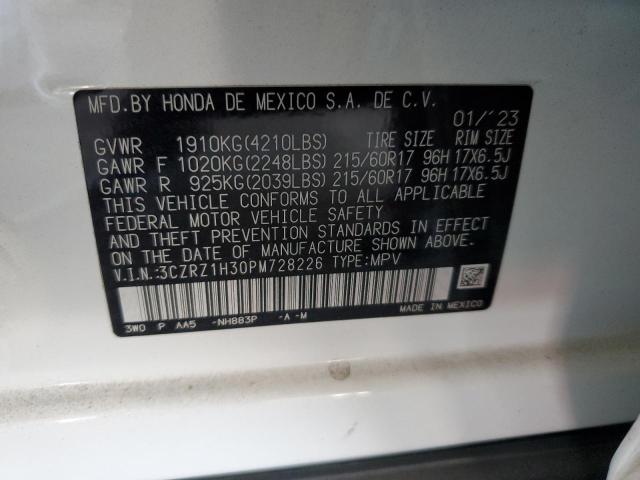 MFD.BY HONDA DE MEXICO S.A. DE C.V.
01/'23
GVWR 1910KG(4210LBS) TIRE SIZE RIM SIZE
GAWR F 1020KG(2248LBS) 215/60R17 96H 17X6.5J
GAWR R 925KG(2039LBS) 215/60R17 96H 17X6.5J
THIS VEHICLE CONFORMS TO ALL APPLICABLE
FEDERAL MOTOR VEHICLE SAFETY
AND THEFT PREVENTION STANDARDS IN EFFECT
ON THE DATE OF MANUFACTURE SHOWN ABOVE.
V.I.N.:3CZRZ1H30PM728226 TYPE:MPV
3W0 P AA5 -NH883P -A -M
MADE IN MEXICO